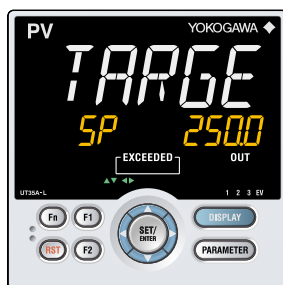 PV YOKOGAWA
TARGE
SP 250.0
EXCEEDED
OUT
UT35A-L 1 2 3 EV
Fn F1 SET/ DISPLAY
ENTER
RST F2 PARAMETER